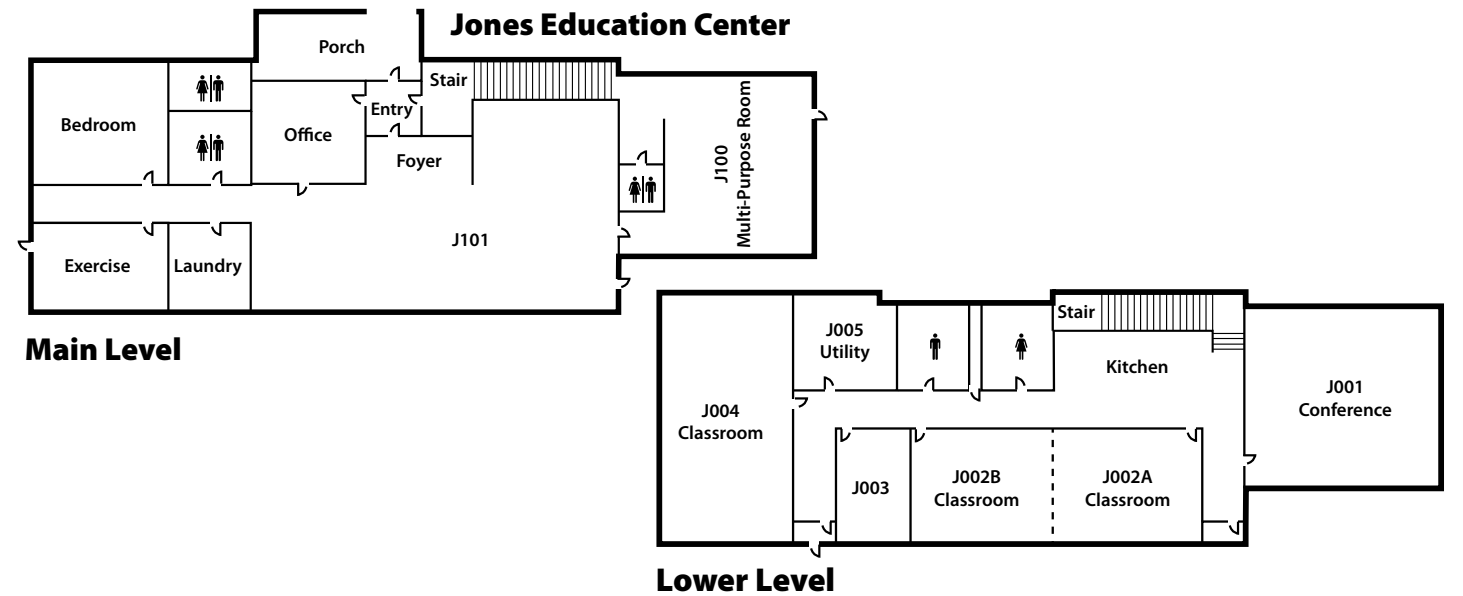 Jones Education Center
Porch
Stair
Bedroom
Office
Entry
Foyer
J100
Multi-Purpose Room
J101
Exercise
Laundry
Main Level
Stair
J005
Utility
Kitchen
J004
Classroom
J001
Conference
J003
J002B
Classroom
J002A
Classroom
Lower Level